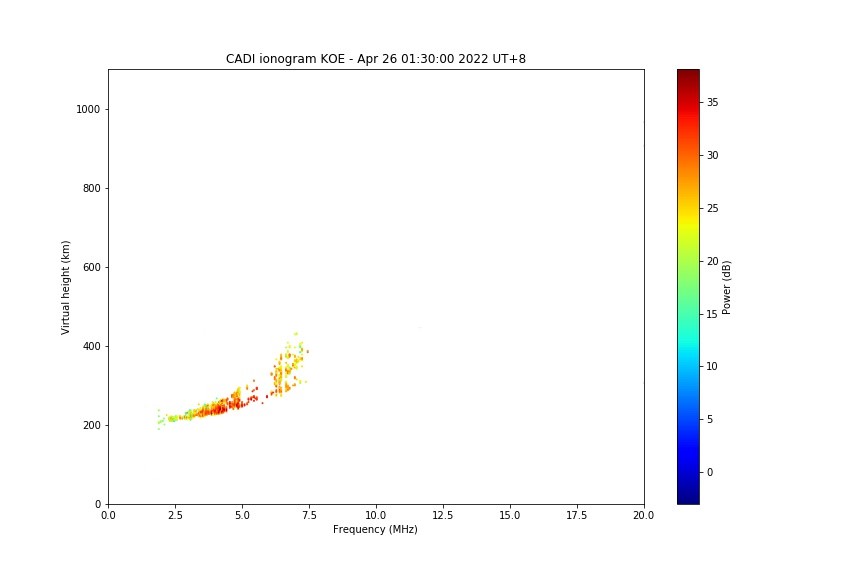 CADI ionogram KOE - Apr 26 01:30:00 2022 UT+8
Virtual height (km)
1000
800
600
400
200
0
0.0 2.5 5.0 7.5 10.0 12.5 15.0 17.5 20.0
Frequency (MHz)
35
30
25
20
15
10
5
0
Power (dB)